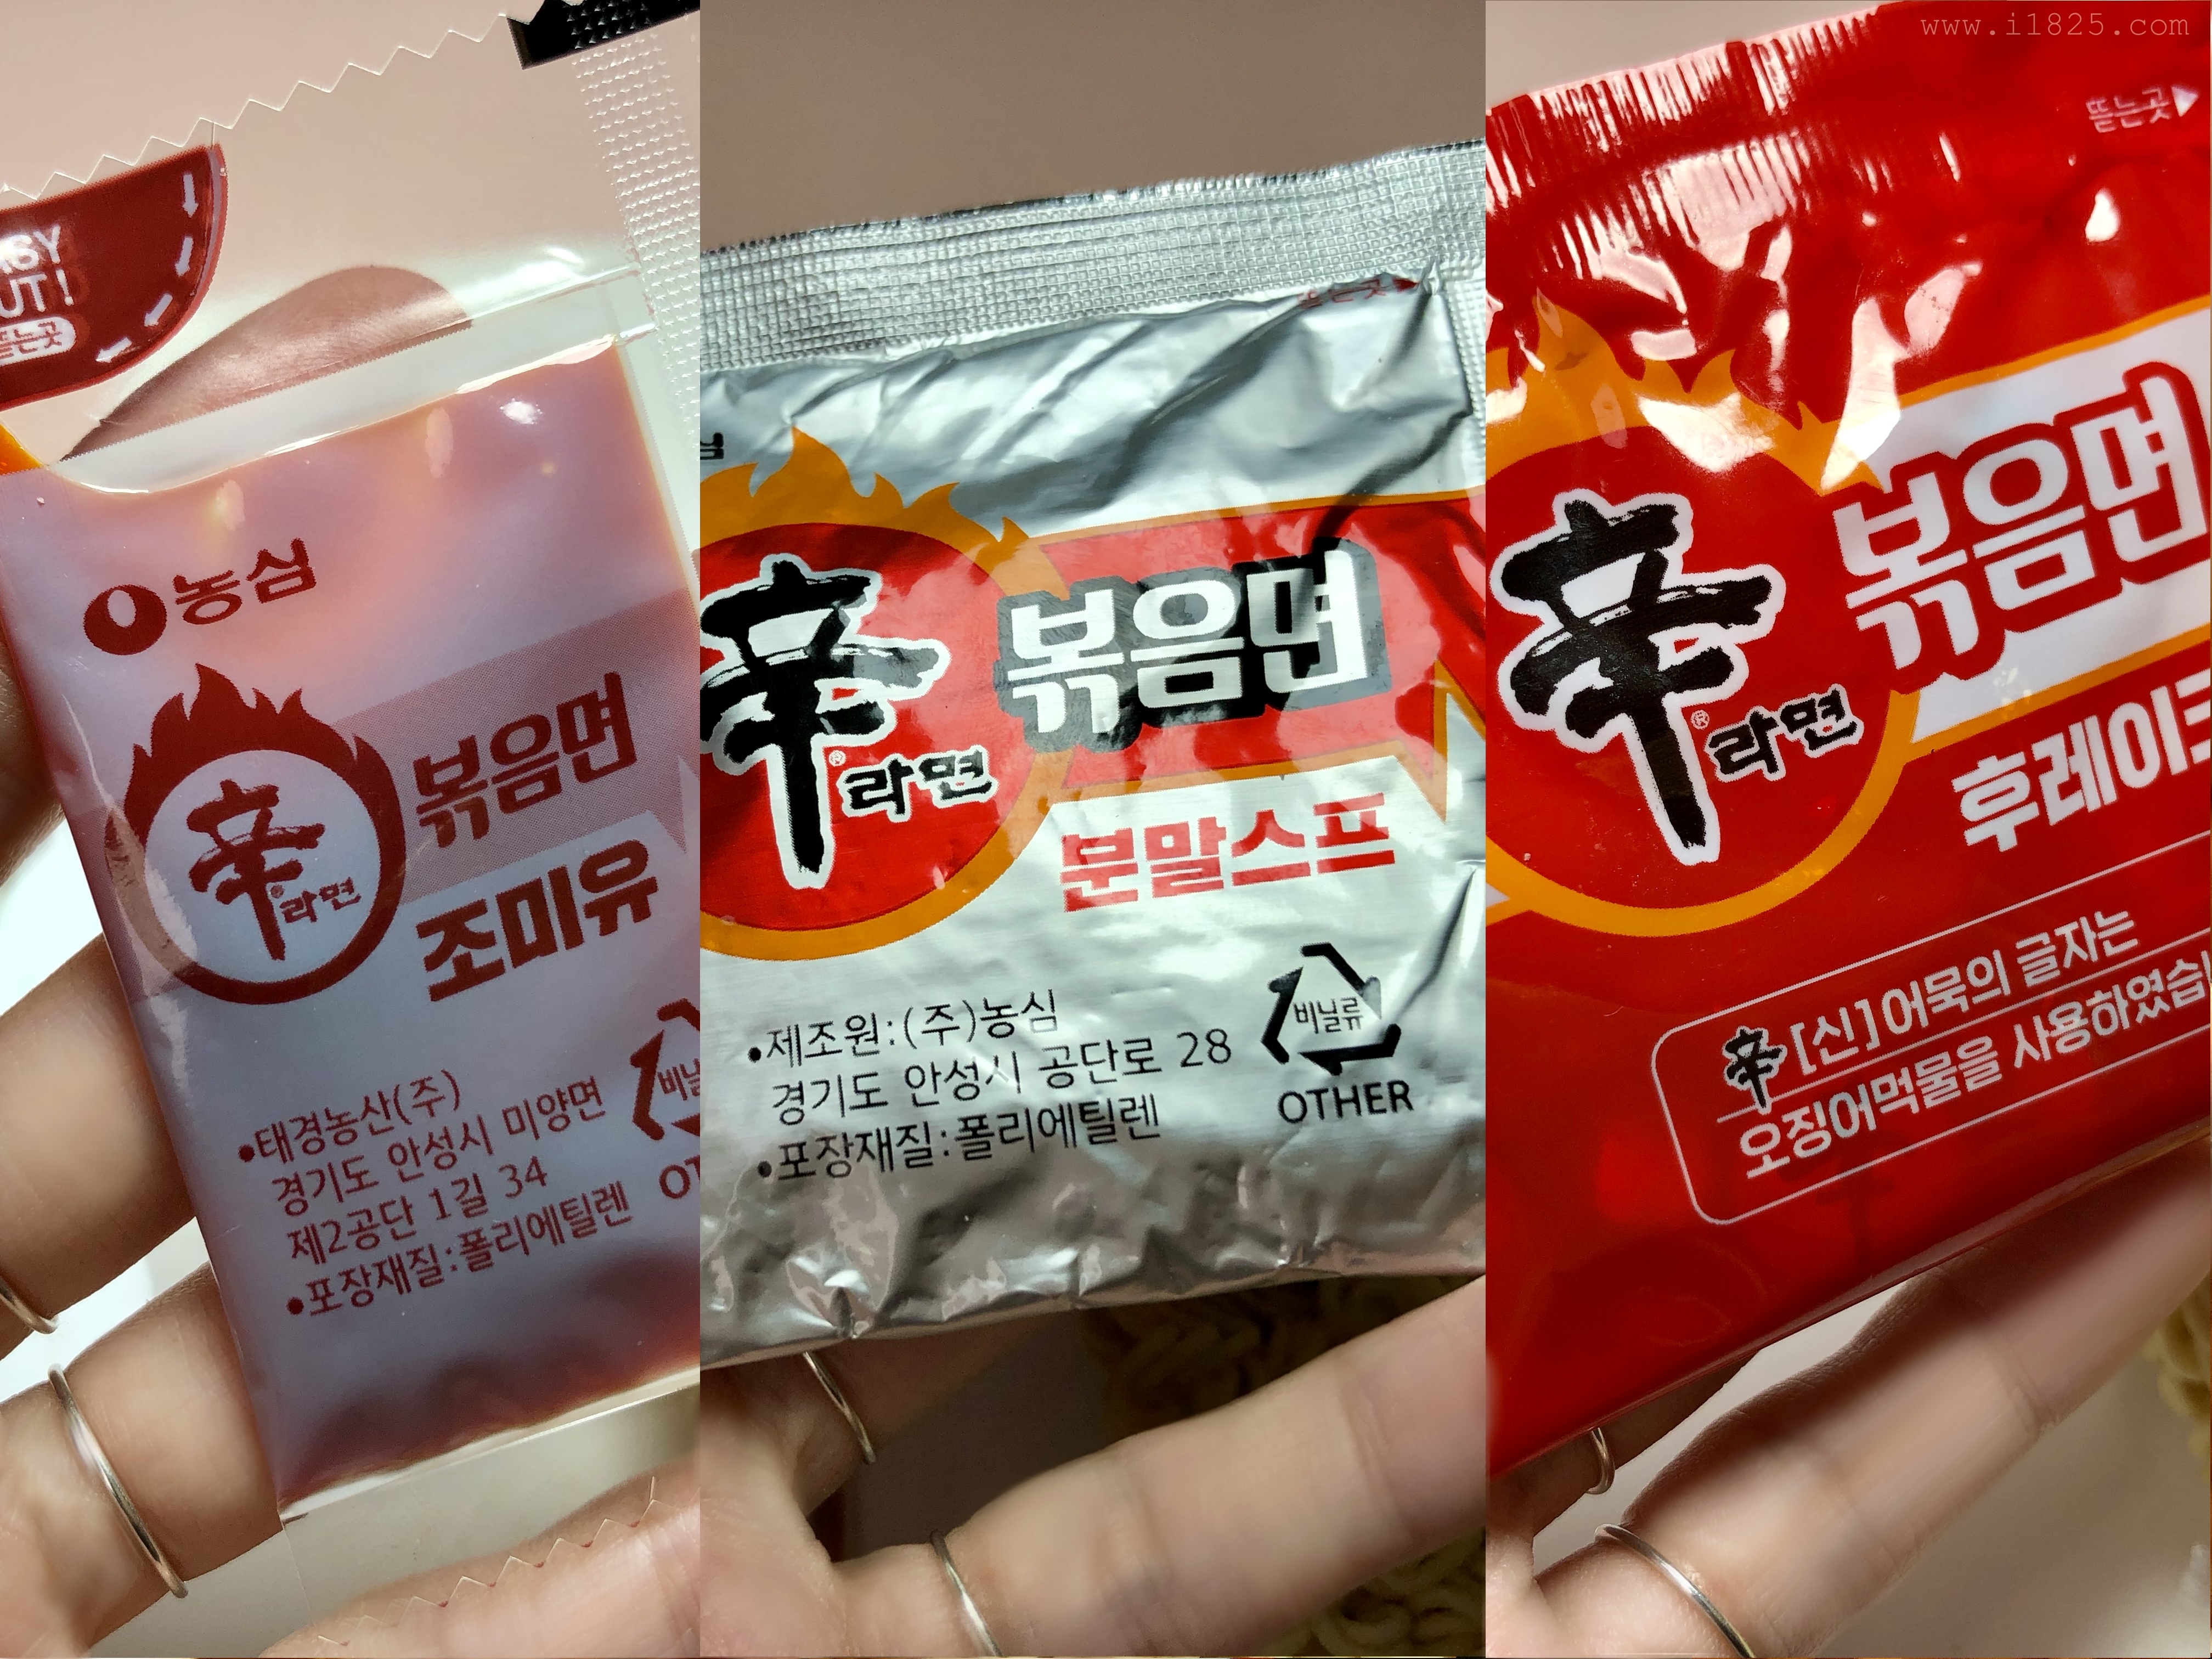 농심
辛라면 볶음면
조미유
•태경농산(주)
경기도 안성시 미양면
제2공단 1길 34
•포장재질:폴리에틸렌
뜯는곳
辛®라면 볶음면
분말스프
•제조원:(주)농심
경기도 안성시 공단로 28
•포장재질:폴리에틸렌
비닐류
OTHER
www.i1825.com
뜯는곳▶
辛®라면 볶음면
후레이크
辛[신]어묵의 글자는
오징어먹물을 사용하였습